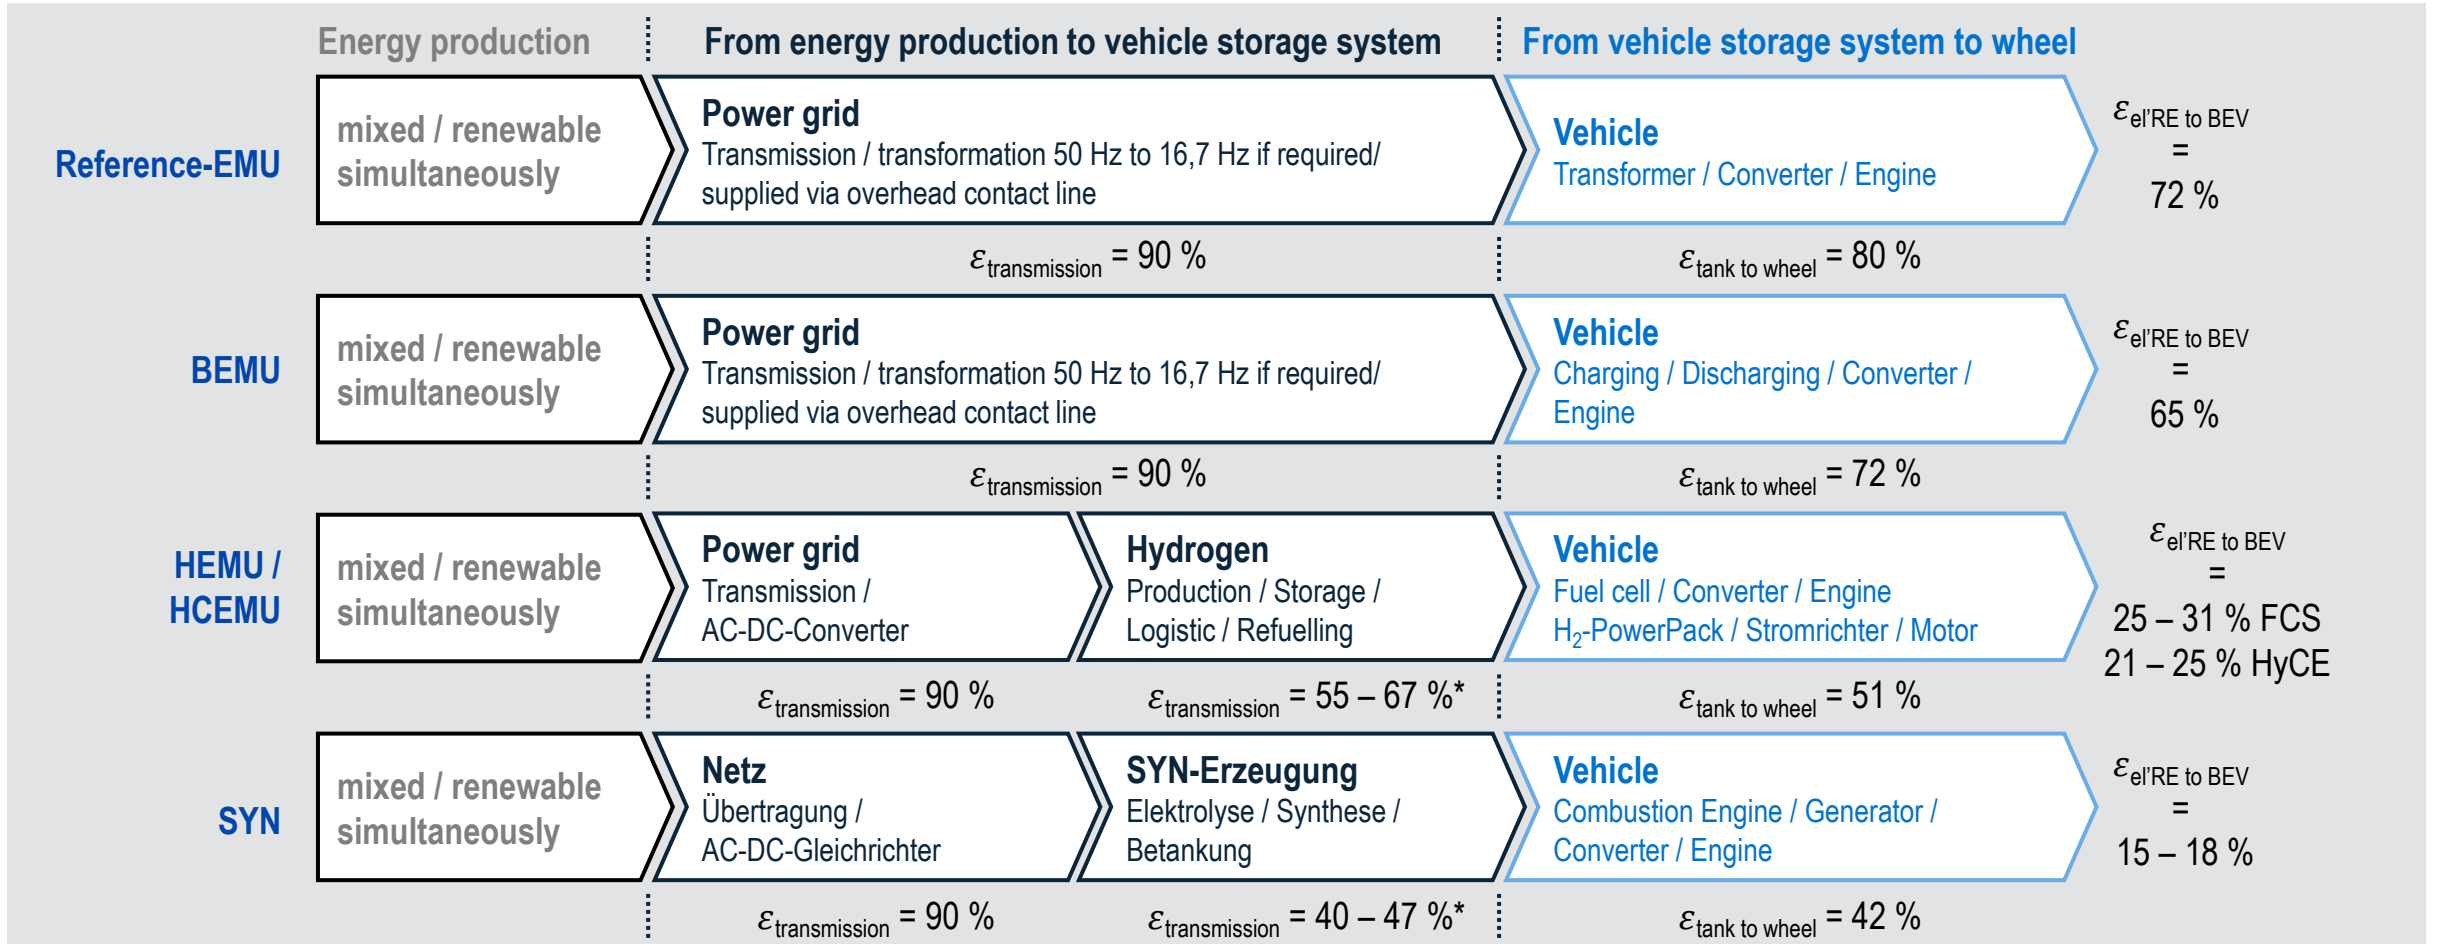 Energy production
From energy production to vehicle storage system
From vehicle storage system to wheel
Reference-EMU
mixed / renewable
simultaneously
Power grid
Transmission / transformation 50 Hz to 16,7 Hz if required/
supplied via overhead contact line
Vehicle
Transformer / Converter / Engine
εel'RE to BEV
=
72 %
εtransmission = 90 %
εtank to wheel = 80 %
BEMU
mixed / renewable
simultaneously
Power grid
Transmission / transformation 50 Hz to 16,7 Hz if required/
supplied via overhead contact line
Vehicle
Charging / Discharging / Converter /
Engine
εel'RE to BEV
=
65 %
εtransmission = 90 %
εtank to wheel = 72 %
HEMU /
HCEMU
mixed / renewable
simultaneously
Power grid
Transmission /
AC-DC-Converter
Hydrogen
Production / Storage /
Logistic / Refuelling
Vehicle
Fuel cell / Converter / Engine
H2-PowerPack / Stromrichter / Motor
εel'RE to BEV
=
25 – 31 % FCS
21 – 25 % HyCE
εtransmission = 90 %
εtransmission = 55 – 67 %*
εtank to wheel = 51 %
SYN
mixed / renewable
simultaneously
Netz
Übertragung /
AC-DC-Gleichrichter
SYN-Erzeugung
Elektrolyse / Synthese /
Betankung
Vehicle
Combustion Engine / Generator /
Converter / Engine
εel'RE to BEV
=
15 – 18 %
εtransmission = 90 %
εtransmission = 40 – 47 %*
εtank to wheel = 42 %